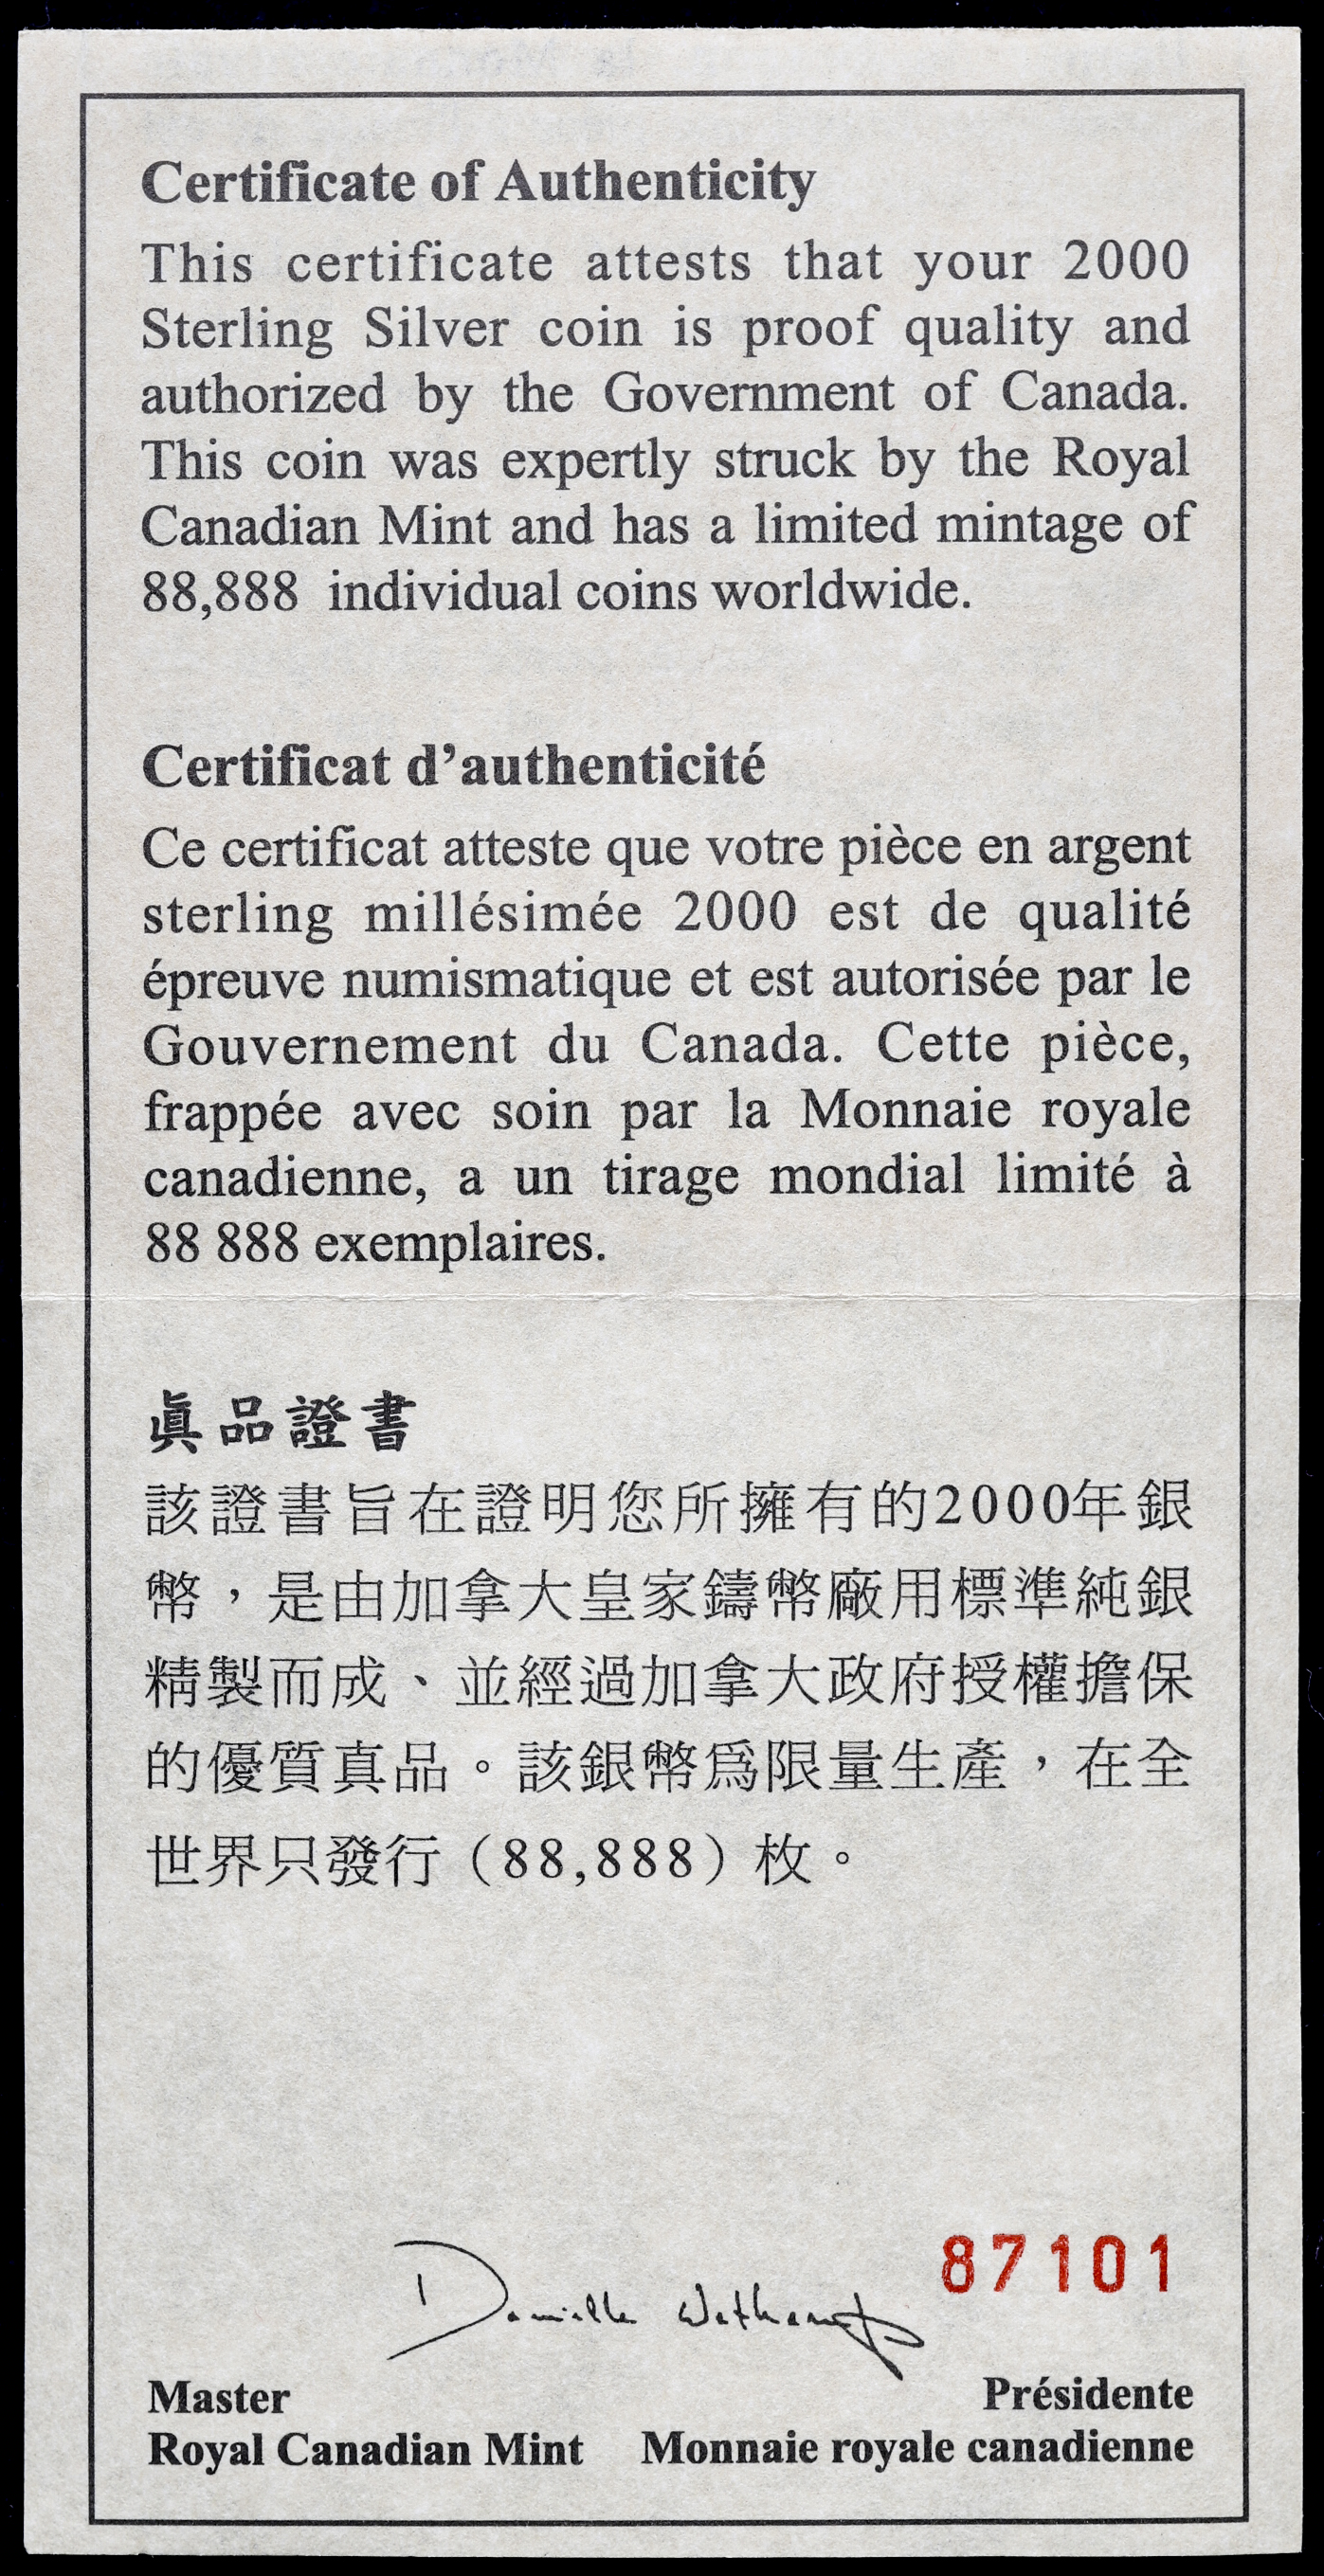 Certificate of Authenticity
This certificate attests that your 2000
Sterling Silver coin is proof quality and
authorized by the Government of Canada.
This coin was expertly struck by the Royal
Canadian Mint and has a limited mintage of
88,888 individual coins worldwide.
Certificat d’authenticité
Ce certificat atteste que votre pièce en argent
sterling millésimée 2000 est de qualité
épreuve numismatique et est autorisée par le
Gouvernement du Canada. Cette pièce,
frappée avec soin par la Monnaie royale
canadienne, a un tirage mondial limité à
88 888 exemplaires.
眞品證書
該證書旨在證明您所擁有的2000年銀
幣，是由加拿大皇家鑄幣廠用標準純銀
精製而成、並經過加拿大政府授權擔保
的優質真品。該銀幣爲限量生產，在全
世界只發行（88,888）枚。
87101
Danielle
Master
Présidente
Royal Canadian Mint
Monnaie royale canadienne